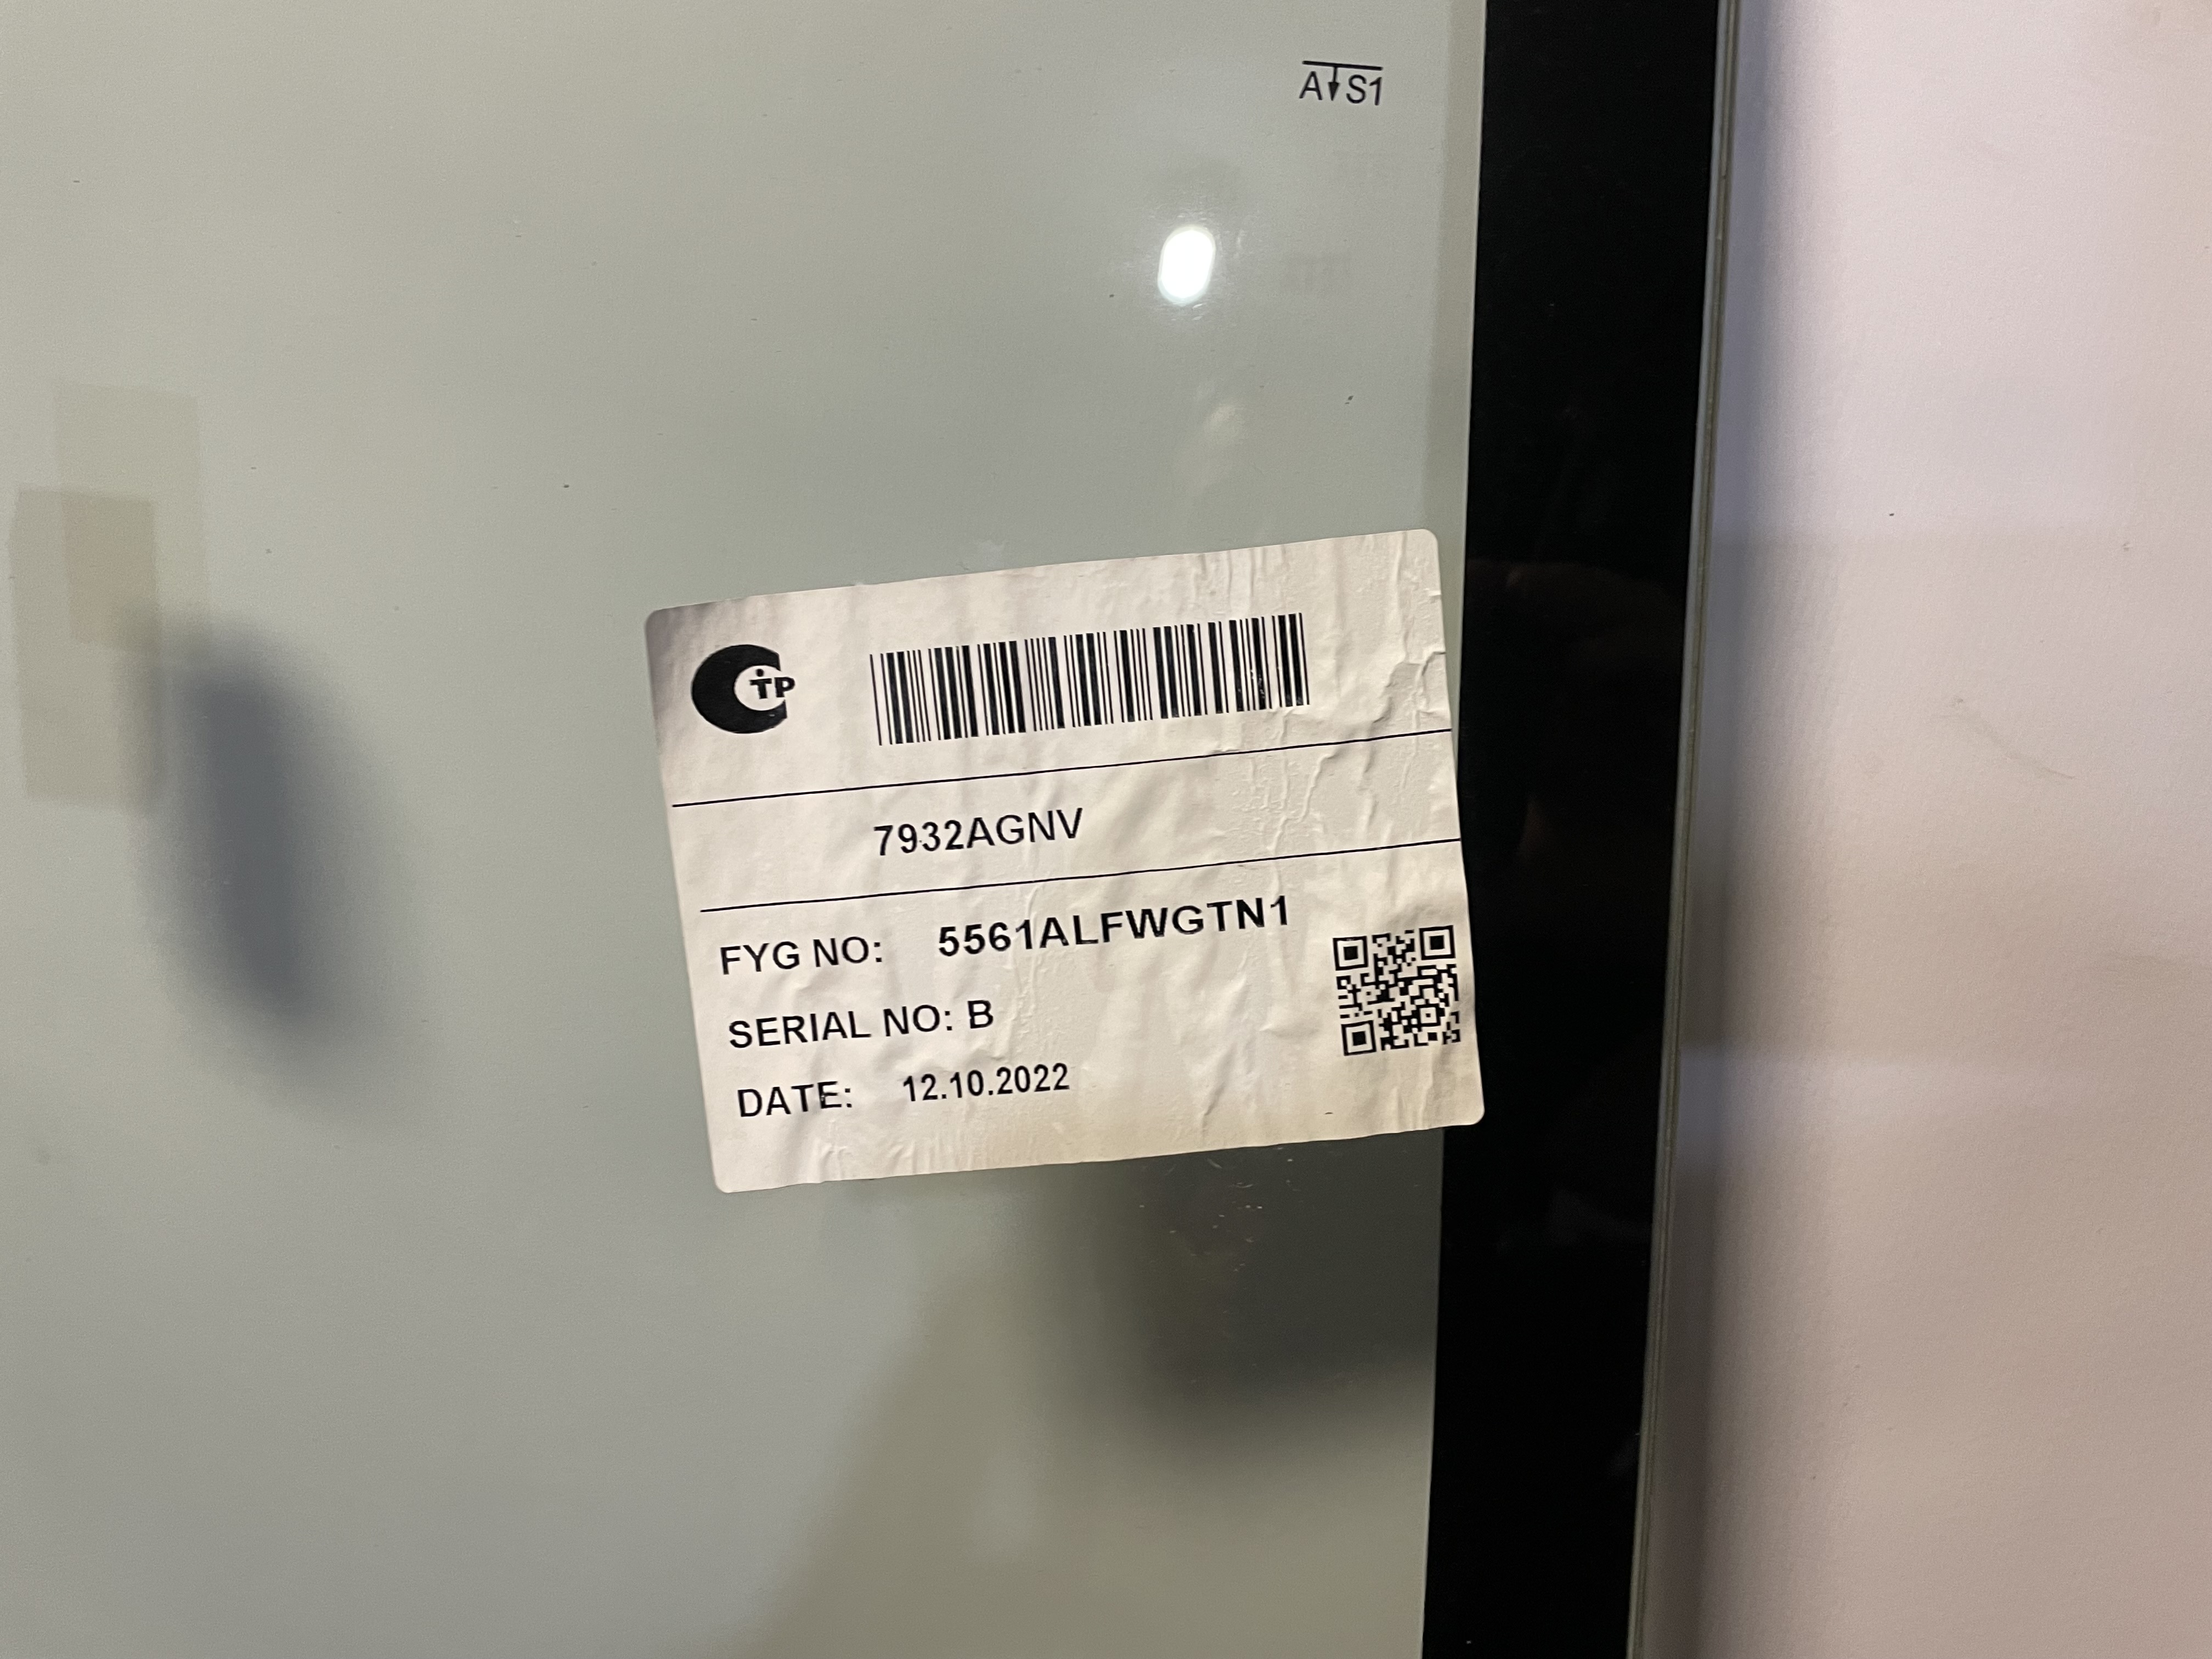 A S1
TP
7932AGNV
FYG NO: 5561ALFWGTN1
SERIAL NO: B
DATE: 12.10.2022